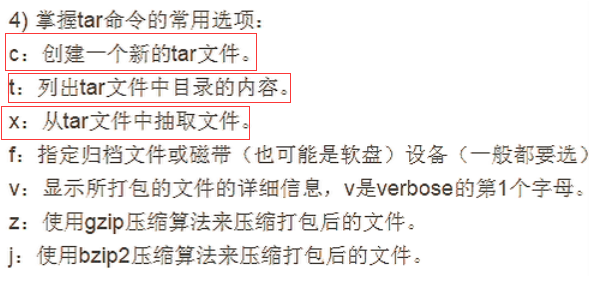 4) 掌握tar命令的常用选项：
c：创建一个新的tar文件。
t：列出tar文件中目录的内容。
x：从tar文件中抽取文件。
f：指定归档文件或磁带（也可能是软盘）设备（一般都要选）
v：显示所打包的文件的详细信息，v是verbose的第1个字母。
z：使用gzip压缩算法来压缩打包后的文件。
j：使用bzip2压缩算法来压缩打包后的文件。